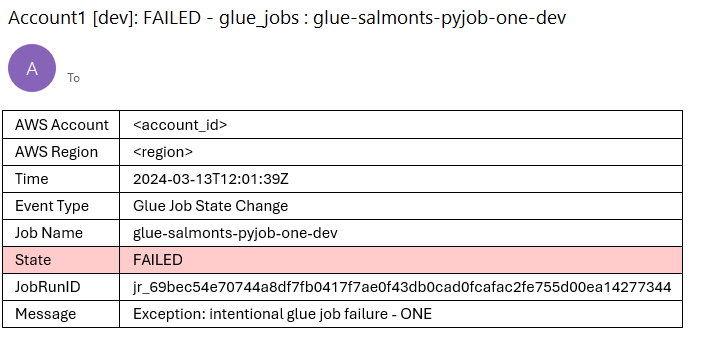 Account1 [dev]: FAILED - glue_jobs : glue-salmonts-pyjob-one-dev
A
To
AWS Account <account_id>
AWS Region <region>
Time 2024-03-13T12:01:39Z
Event Type Glue Job State Change
Job Name glue-salmonts-pyjob-one-dev
State FAILED
JobRunID jr_69bec54e70744a8df7fb0417f7ae0f43db0cad0fcafac2fe755d00ea14277344
Message Exception: intentional glue job failure - ONE